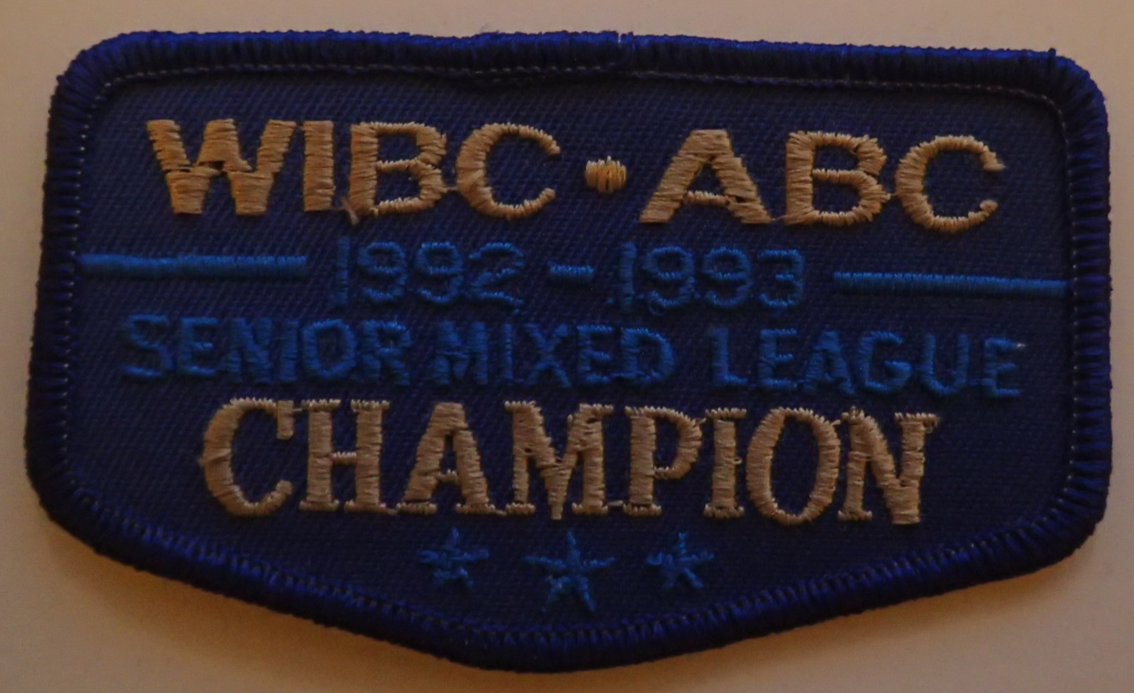 WIBC • ABC
1992 - 1993
SENIOR MIXED LEAGUE
CHAMPION